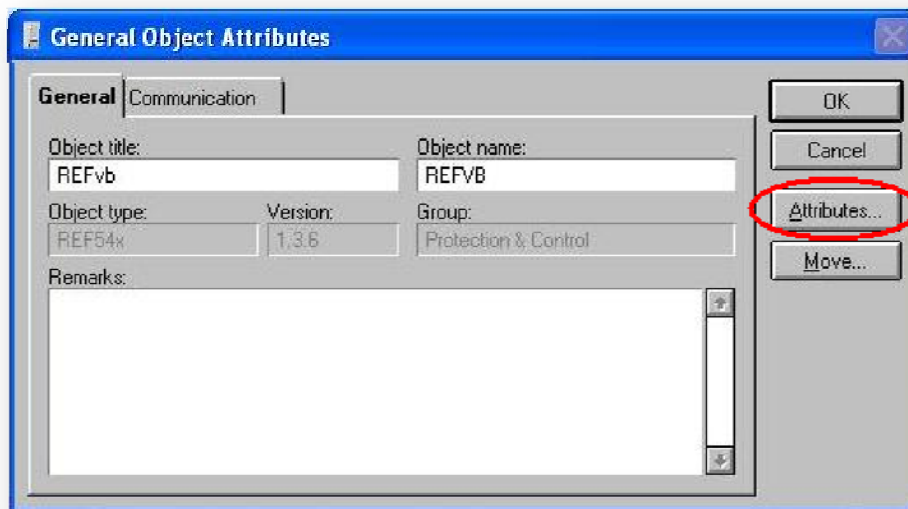 General Object Attributes
General Communication
OK
Object title: Object name:
REFvb REFVB
Cancel
Object type: Version: Group:
REF54x 1,3.6 Protection & Control
Attributes...
Remarks:
Move...